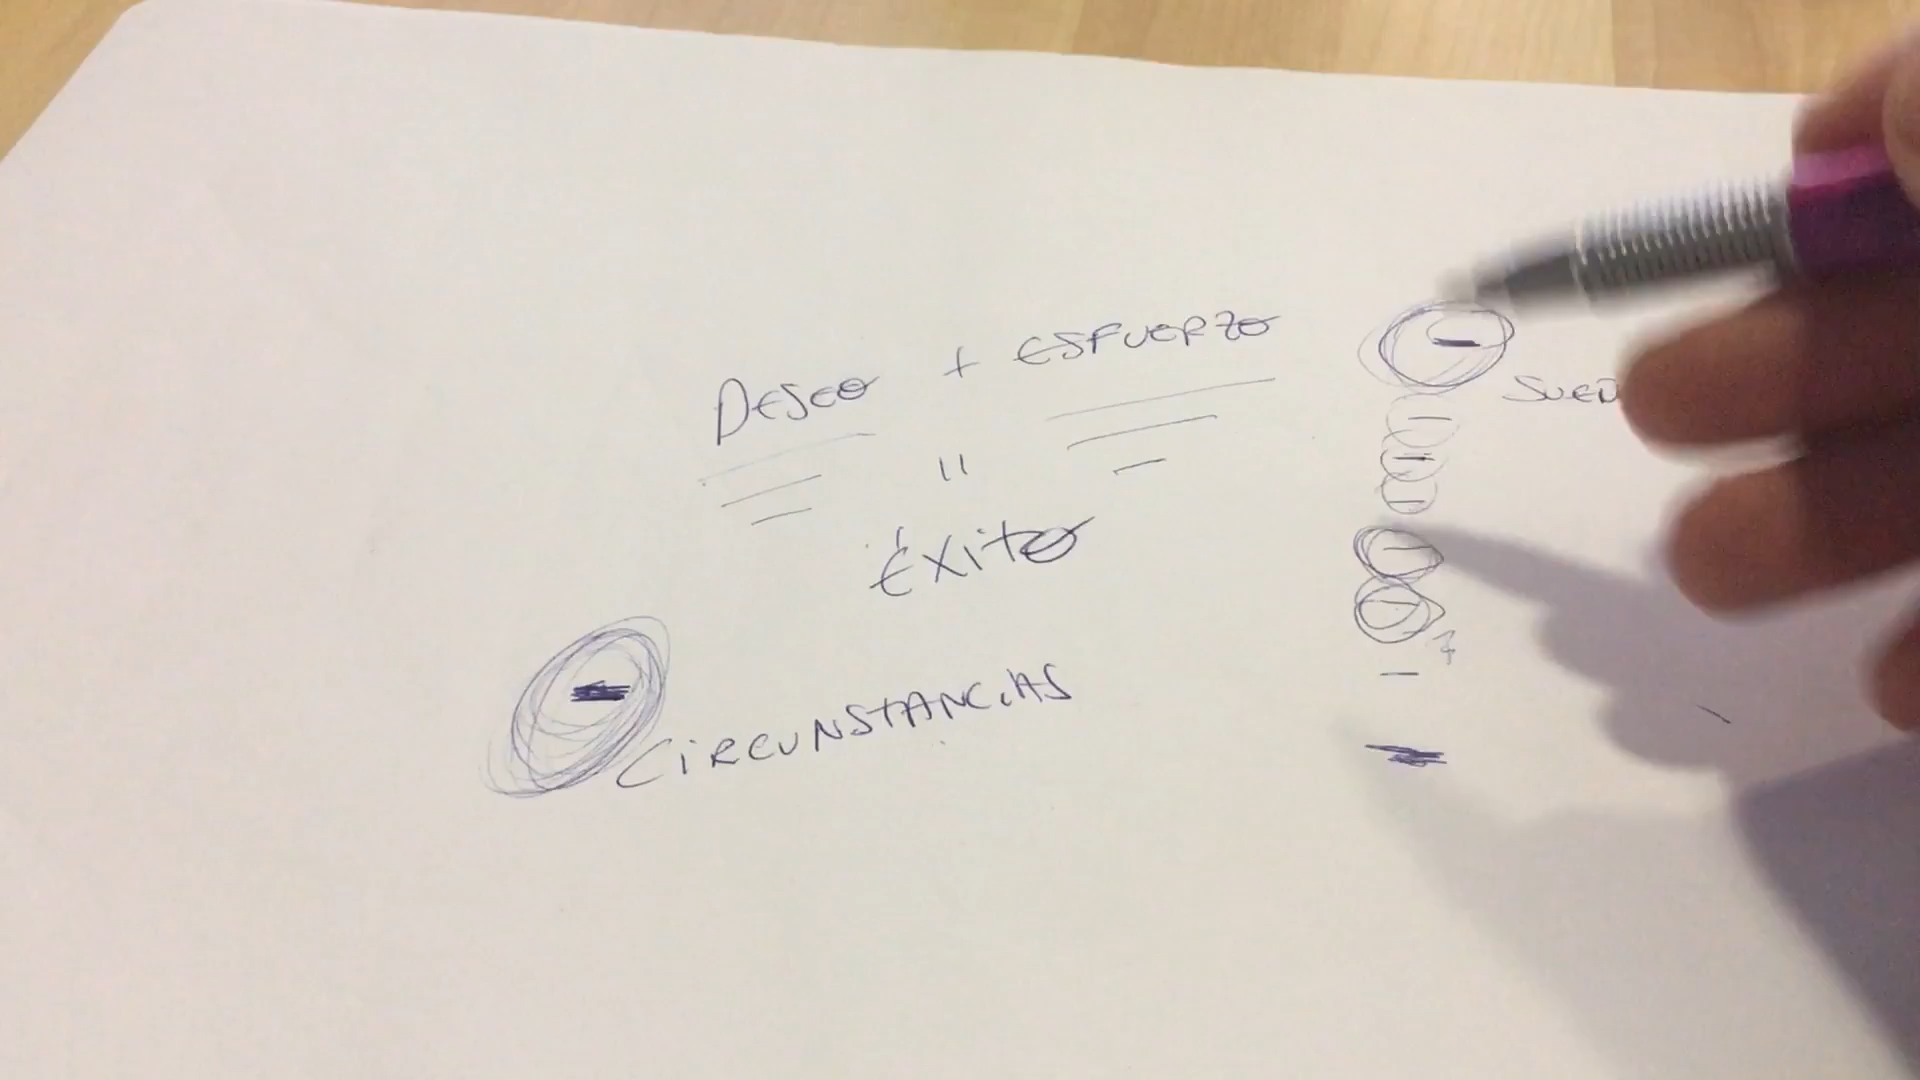 Deseo + ESFUERZO
=
Éxito
CIRCUNSTANCIAS